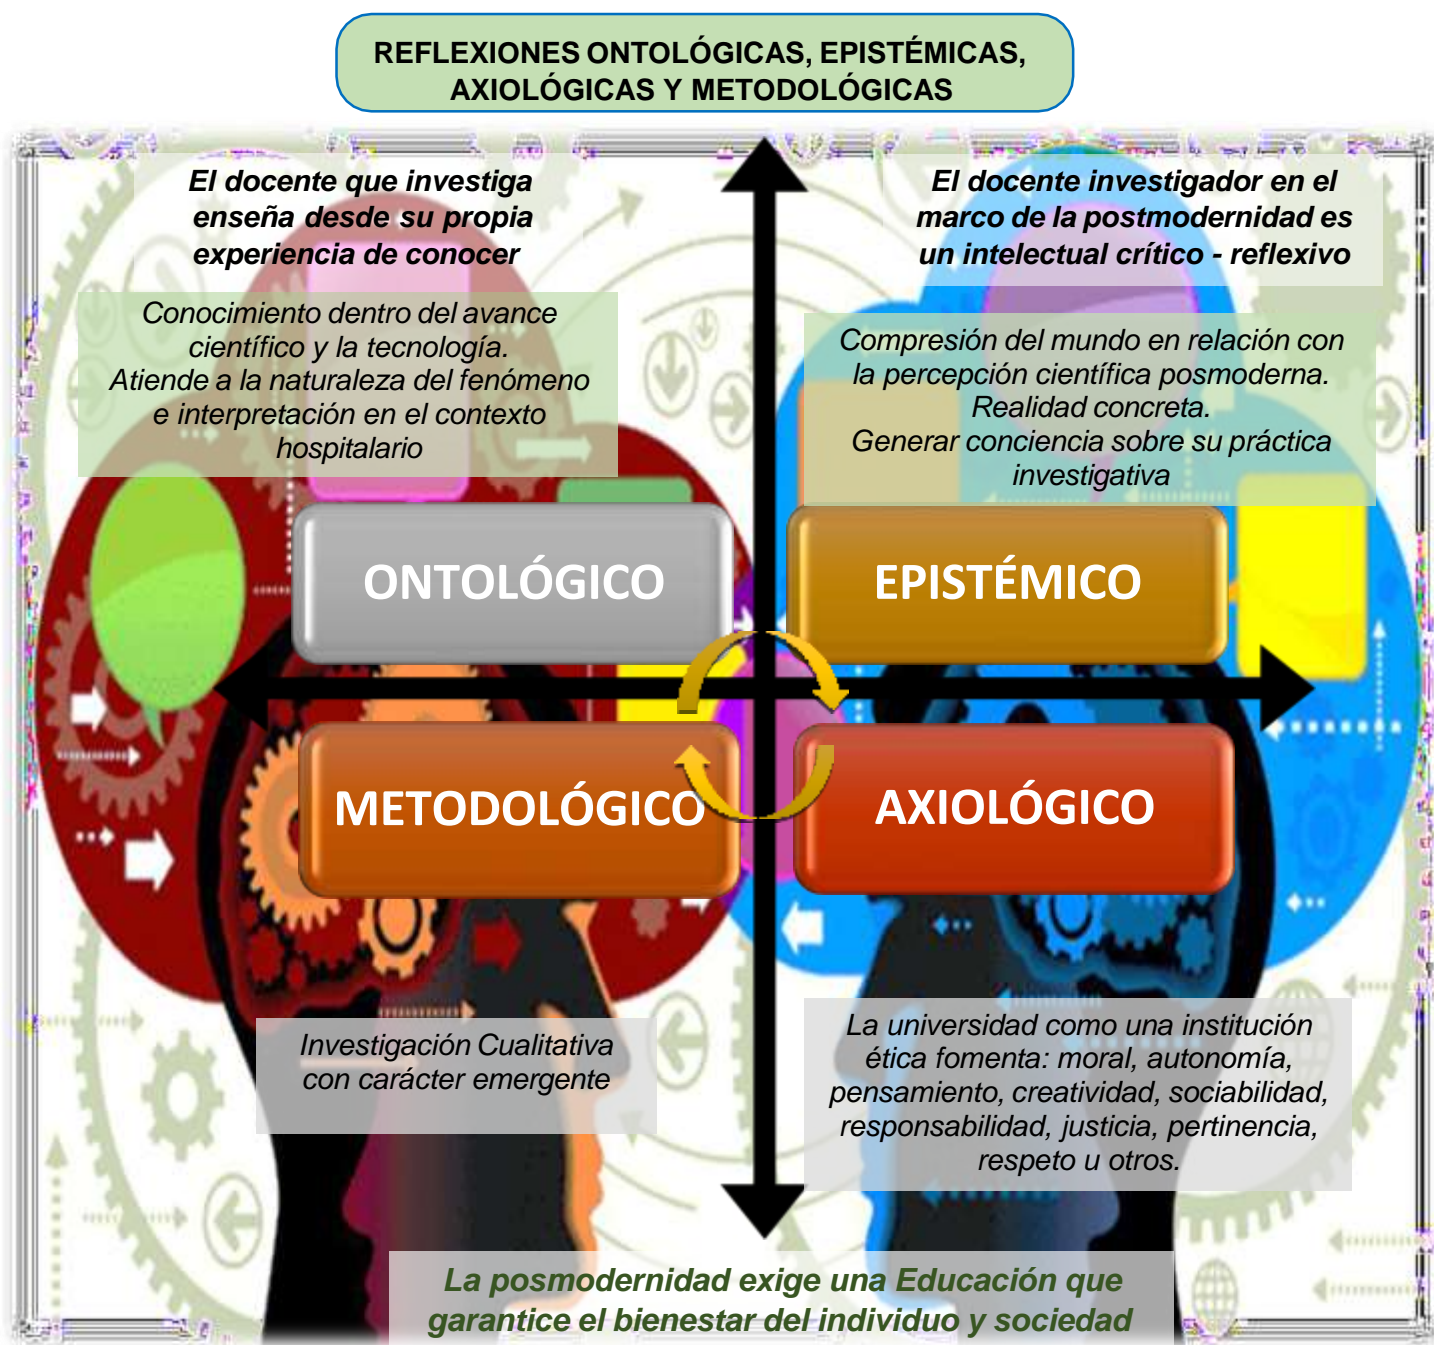 REFLEXIONES ONTOLÓGICAS, EPISTÉMICAS,
AXIOLÓGICAS Y METODOLÓGICAS
El docente que investiga
enseña desde su propia
experiencia de conocer
El docente investigador en el
marco de la postmodernidad es
un intelectual crítico - reflexivo
Conocimiento dentro del avance
científico y la tecnología.
Atiende a la naturaleza del fenómeno
e interpretación en el contexto
hospitalario
Compresión del mundo en relación con
la percepción científica posmoderna.
Realidad concreta.
Generar conciencia sobre su práctica
investigativa
ONTOLÓGICO
EPISTÉMICO
METODOLÓGICO
AXIOLÓGICO
Investigación Cualitativa
con carácter emergente
La universidad como una institución
ética fomenta: moral, autonomía,
pensamiento, creatividad, sociabilidad,
responsabilidad, justicia, pertinencia,
respeto u otros.
La posmodernidad exige una Educación que
garantice el bienestar del individuo y sociedad